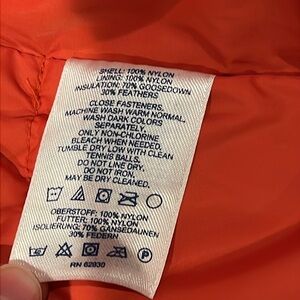 SHELL: 100% NYLON
LINING: 100% NYLON
INSULATION: 70% GOOSEDOWN
30% FEATHERS
CLOSE FASTENERS.
MACHINE WASH WARM NORMAL.
WASH DARK COLORS
SEPARATELY.
ONLY NON-CHLORINE
BLEACH WHEN NEEDED.
TUMBLE DRY LOW WITH CLEAN
TENNIS BALLS.
DO NOT LINE DRY.
DO NOT IRON.
MAY BE DRY CLEANED.
OBERSTOFF: 100% NYLON
FUTTER: 100% NYLON
ISOLIERUNG: 70% GANSEDAUNEN
30% FEDERN
P
RN 62930